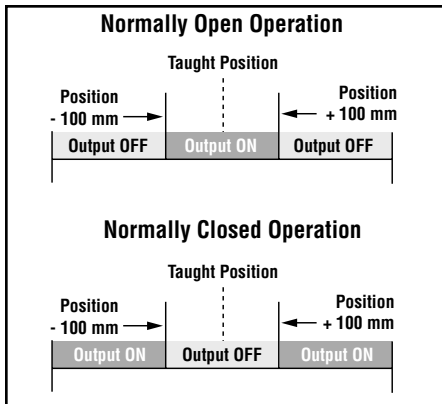 Normally Open Operation
Taught Position
Position
- 100 mm
Position
+ 100 mm
Output OFF Output ON Output OFF
Normally Closed Operation
Taught Position
Position
- 100 mm
Position
+ 100 mm
Output ON Output OFF Output ON